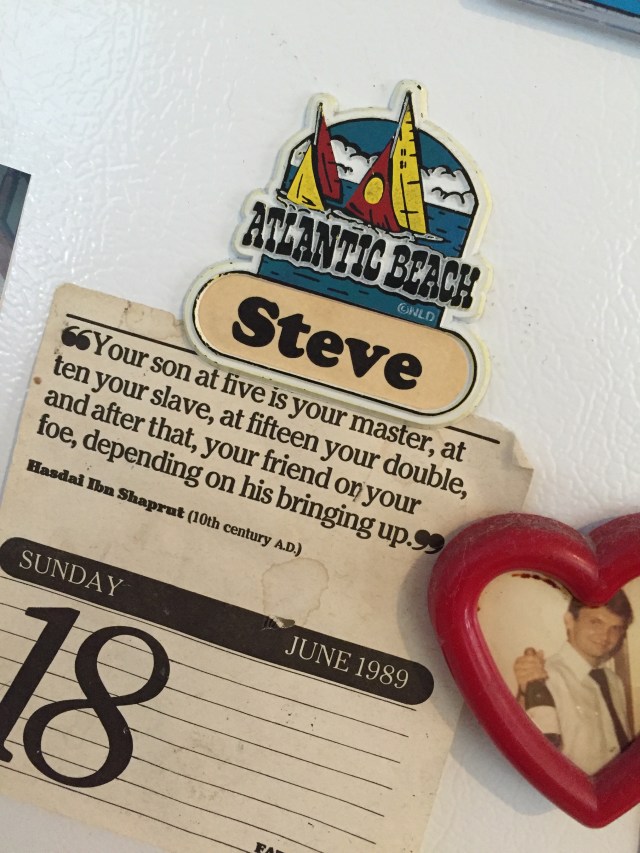 ATLANTIC BEACH
©NLD
Steve
“Your son at five is your master, at
ten your slave, at fifteen your double,
and after that, your friend or your
foe, depending on his bringing up.”
Hasdai Ibn Shaprut (10th century A.D.)
SUNDAY
JUNE 1989
18